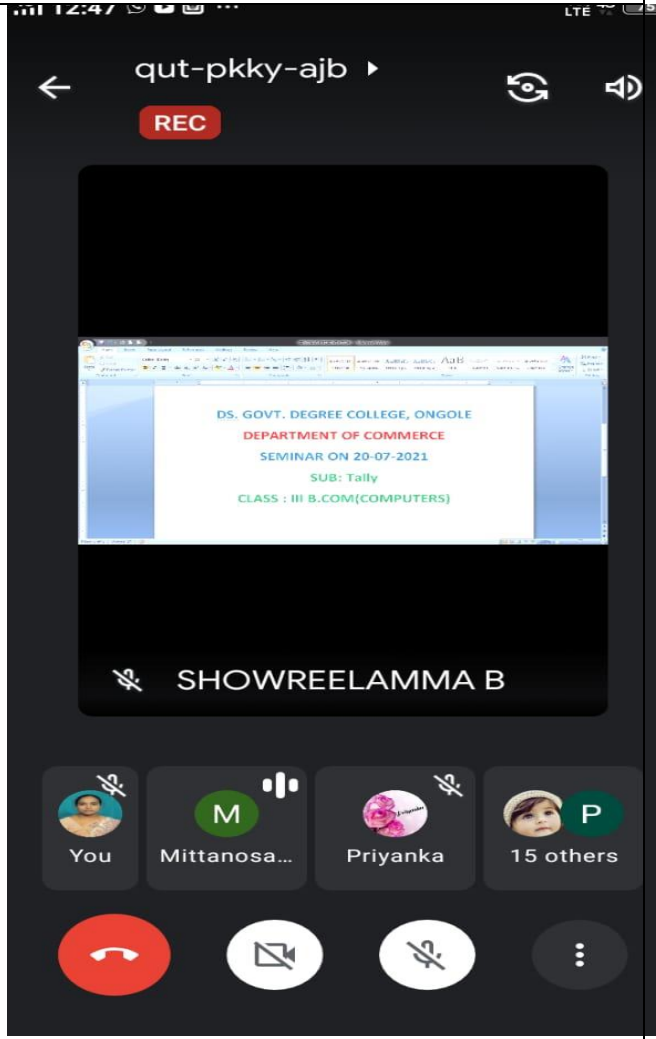 12:47
LTE
75
qut-pkky-ajb
REC
DS. GOVT. DEGREE COLLEGE, ONGOLE
DEPARTMENT OF COMMERCE
SEMINAR ON 20-07-2021
SUB: Tally
CLASS : III B.COM(COMPUTERS)
SHOWREELAMMA B
M
P
You
Mittanosa...
Priyanka
15 others